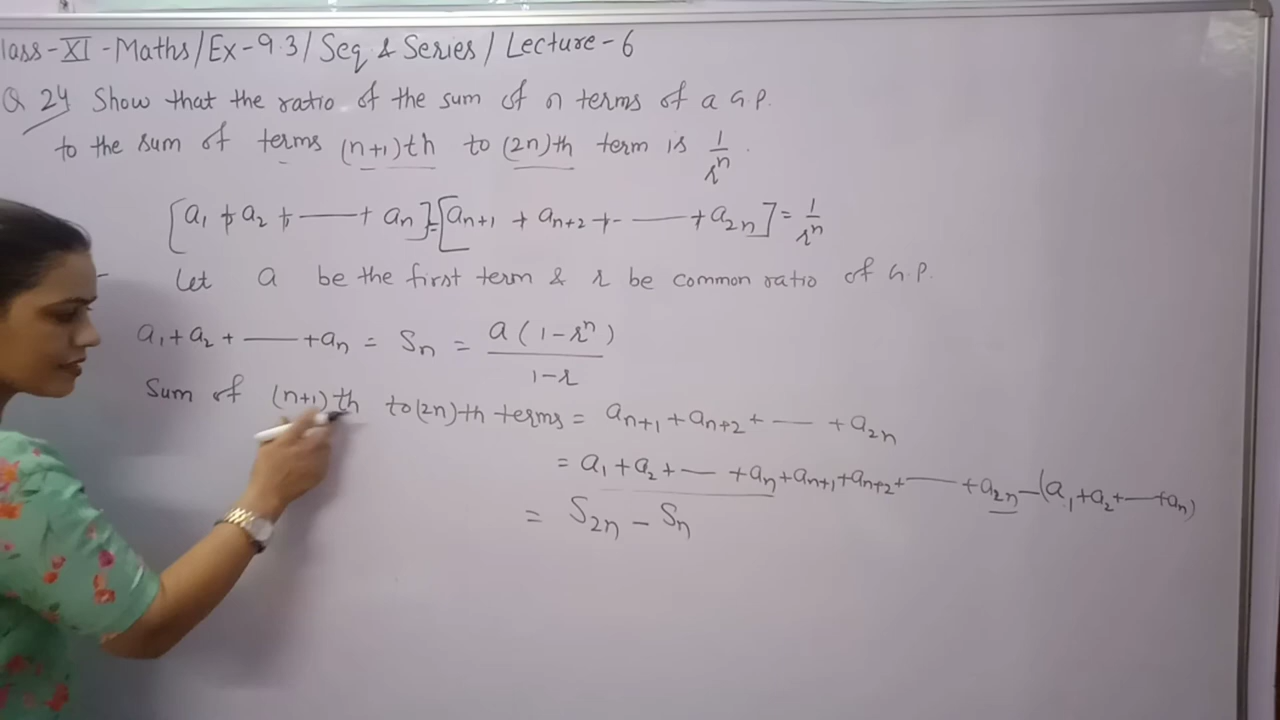 lass-XI-Maths/Ex-9.3/Seq & Series/Lecture-6
Q 24 Show that the ratio of the sum of n terms of a G.P.
to the sum of terms (n+1)th to (2n)th term is 1/rⁿ.
[a₁ + a₂ + —— + aₙ] = [aₙ₊₁ + aₙ₊₂ + - —— + a₂ₙ] = 1/rⁿ
Let a be the first term & r be common ratio of G.P.
a₁ + a₂ + —— + aₙ = Sₙ = a(1-rⁿ)/1-r
Sum of (n+1)th to (2n)th terms = aₙ₊₁ + aₙ₊₂ + —— + a₂ₙ
= a₁ + a₂ + —— + aₙ + aₙ₊₁ + aₙ₊₂ + —— + a₂ₙ - (a₁ + a₂ + —— + aₙ)
= S₂ₙ - Sₙ